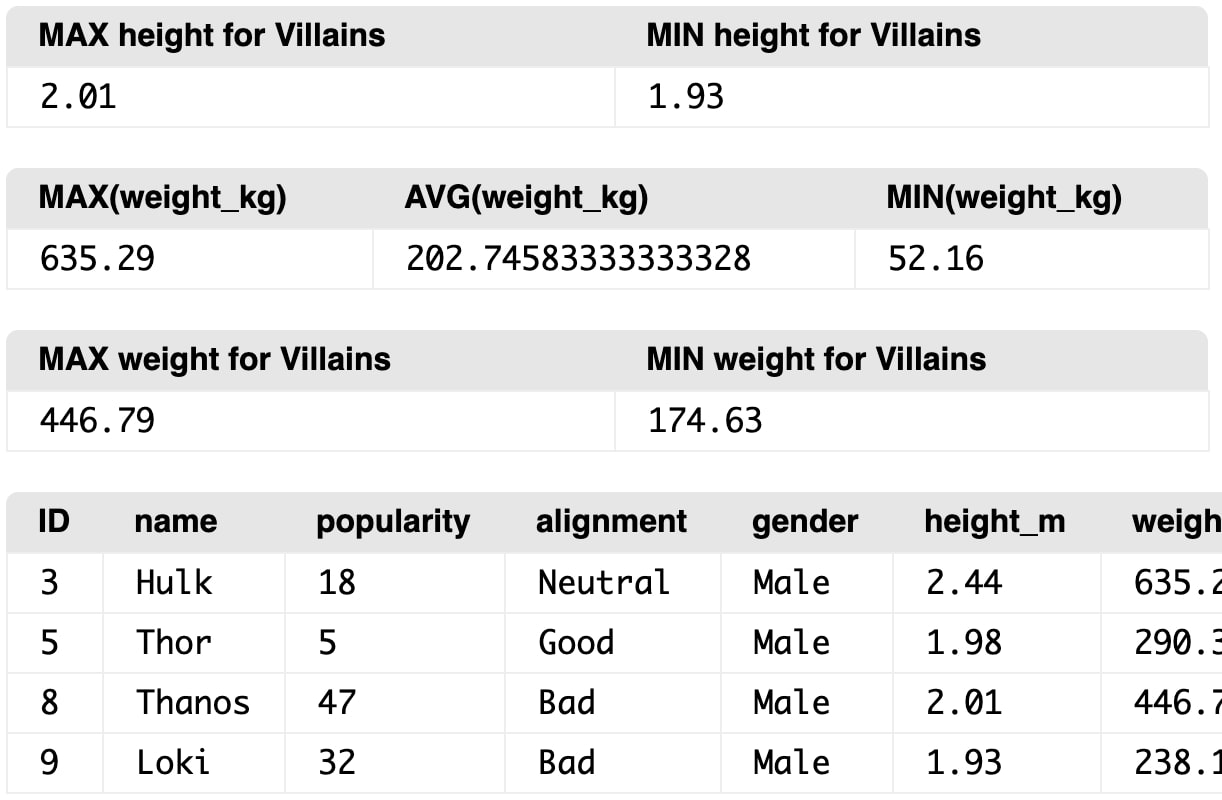 MAX height for Villains MIN height for Villains
2.01 1.93
MAX(weight_kg) AVG(weight_kg) MIN(weight_kg)
635.29 202.74583333333328 52.16
MAX weight for Villains MIN weight for Villains
446.79 174.63
ID name popularity alignment gender height_m weigh
3 Hulk 18 Neutral Male 2.44 635.2
5 Thor 5 Good Male 1.98 290.3
8 Thanos 47 Bad Male 2.01 446.7
9 Loki 32 Bad Male 1.93 238.1